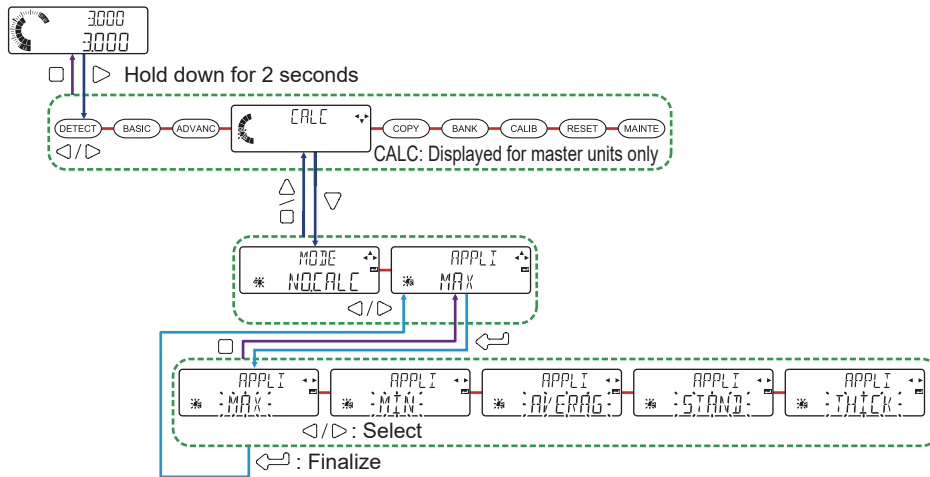 3.000
-3.000
Hold down for 2 seconds
DETECT BASIC ADVANC CALC COPY BANK CALIB RESET MAINTE
CALC: Displayed for master units only
MODE APPLI
NO.CALC MAX
APPLI APPLI APPLI APPLI APPLI
MAX MIN AVERAG STAND THICK
/ : Select
: Finalize